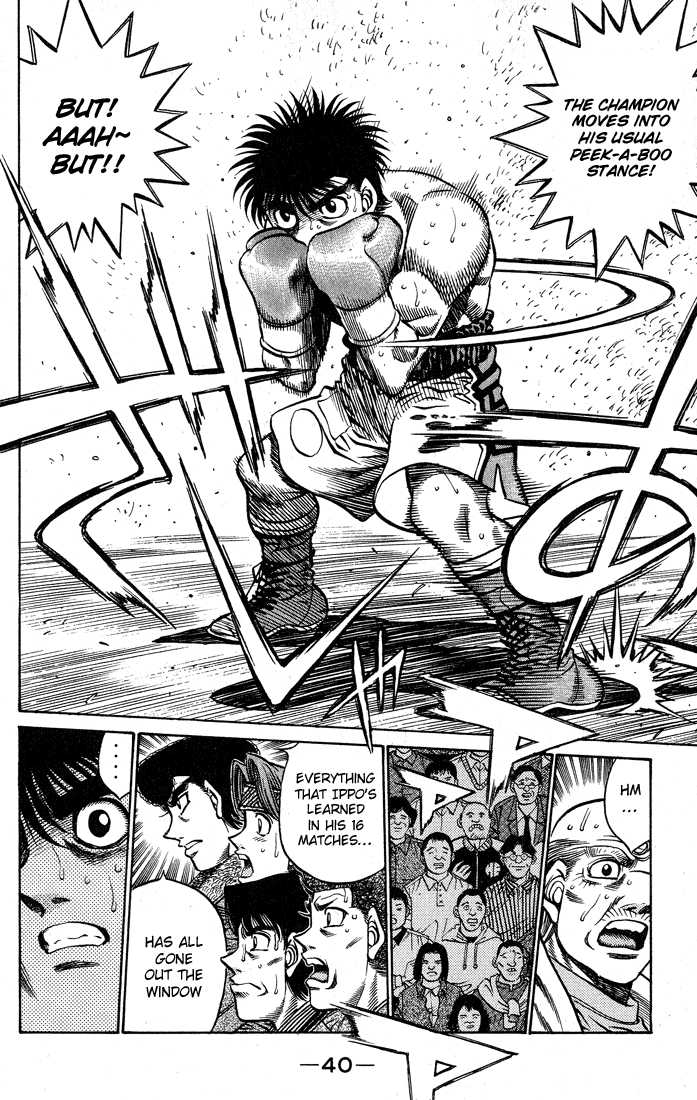 THE CHAMPION
MOVES INTO
HIS USUAL
PEEK-A-BOO
STANCE!
BUT!
AAAH~
BUT!!
HM
...
EVERYTHING
THAT IPPO'S
LEARNED
IN HIS 16
MATCHES...
HAS ALL
GONE
OUT THE
WINDOW
...
—40—